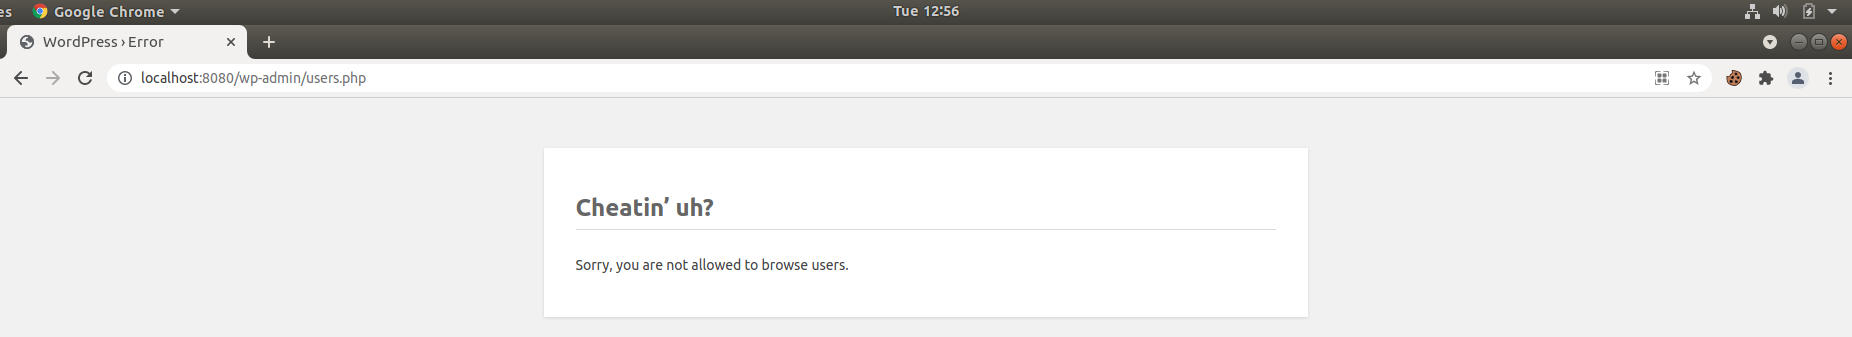 es Google Chrome Tue 12:56
WordPress › Error
localhost:8080/wp-admin/users.php
Cheatin’ uh?
Sorry, you are not allowed to browse users.